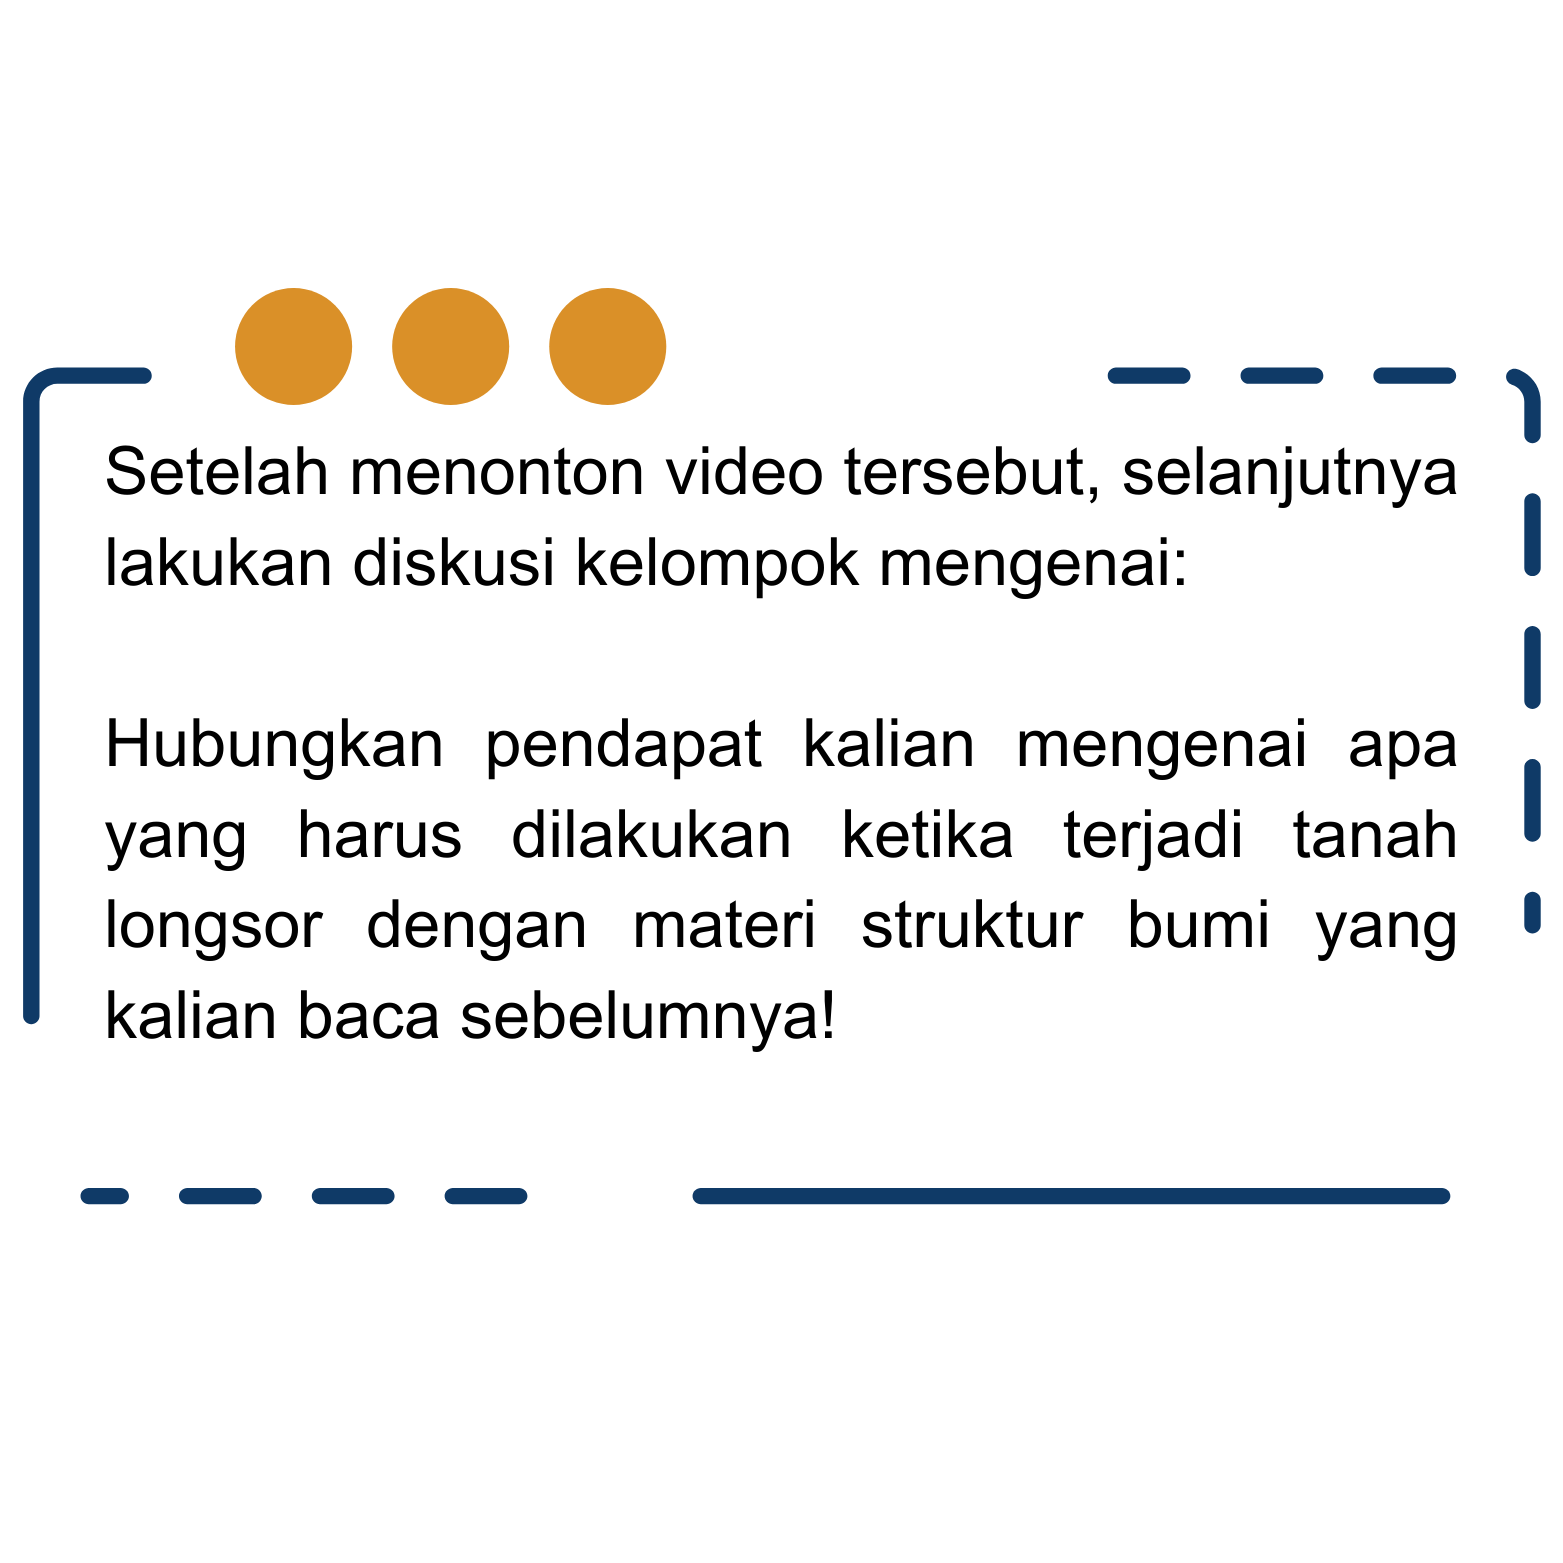 Setelah menonton video tersebut, selanjutnya
lakukan diskusi kelompok mengenai:
Hubungkan pendapat kalian mengenai apa
yang harus dilakukan ketika terjadi tanah
longsor dengan materi struktur bumi yang
kalian baca sebelumnya!